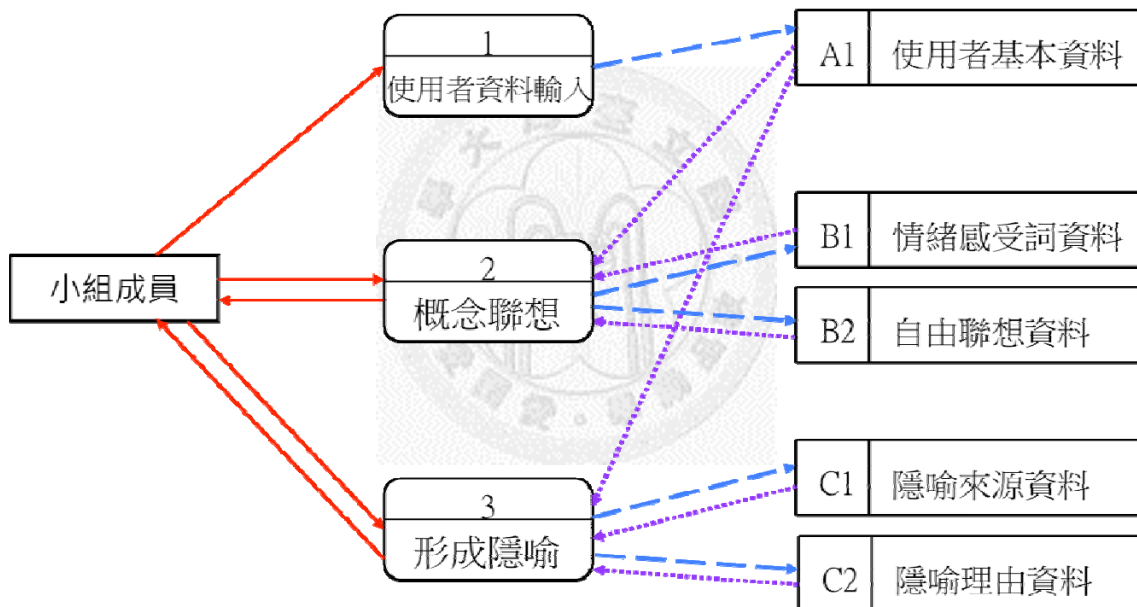 1
使用者資料輸入
A1 使用者基本資料
小組成員
2
概念聯想
B1 情緒感受詞資料
B2 自由聯想資料
3
形成隱喻
C1 隱喻來源資料
C2 隱喻理由資料